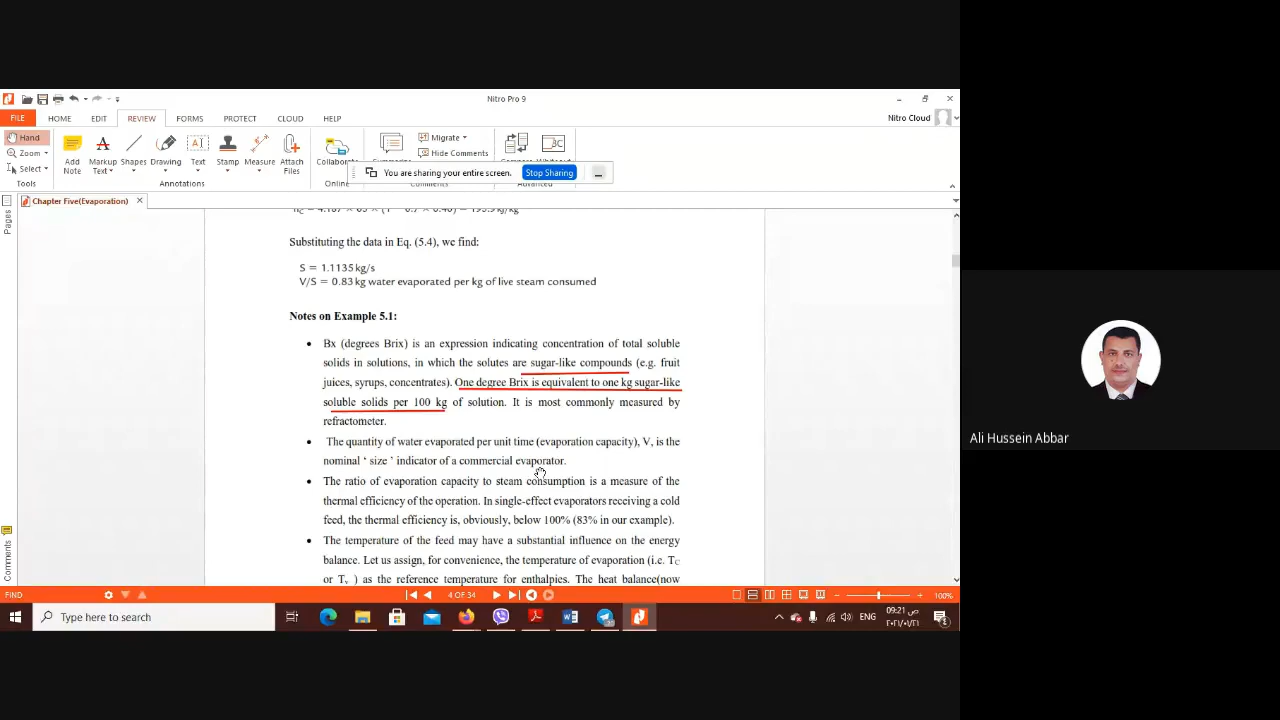 Nitro Pro 9
FILE HOME EDIT REVIEW FORMS PROTECT CLOUD HELP
Nitro Cloud
Hand
Zoom
Select
Tools
Add Note
Markup Text
Shapes
Drawing
Text
Stamp
Measure
Attach Files
Annotations
Collaborate
Online
Migrate
Hide Comments
Comments
Advanced
You are sharing your entire screen.
Stop Sharing
Chapter Five(Evaporation)
Pages
Comments
Substituting the data in Eq. (5.4), we find:
S = 1.1135 kg/s
V/S = 0.83 kg water evaporated per kg of live steam consumed
Notes on Example 5.1:
• Bx (degrees Brix) is an expression indicating concentration of total soluble
solids in solutions, in which the solutes are sugar-like compounds (e.g. fruit
juices, syrups, concentrates). One degree Brix is equivalent to one kg sugar-like
soluble solids per 100 kg of solution. It is most commonly measured by
refractometer.
• The quantity of water evaporated per unit time (evaporation capacity), V, is the
nominal ‘ size ’ indicator of a commercial evaporator.
• The ratio of evaporation capacity to steam consumption is a measure of the
thermal efficiency of the operation. In single-effect evaporators receiving a cold
feed, the thermal efficiency is, obviously, below 100% (83% in our example).
• The temperature of the feed may have a substantial influence on the energy
balance. Let us assign, for convenience, the temperature of evaporation (i.e. TC
or Tv ) as the reference temperature for enthalpies. The heat balance(now
FIND
4 OF 34
100%
Type here to search
ENG
09:21 ص
Ali Hussein Abbar